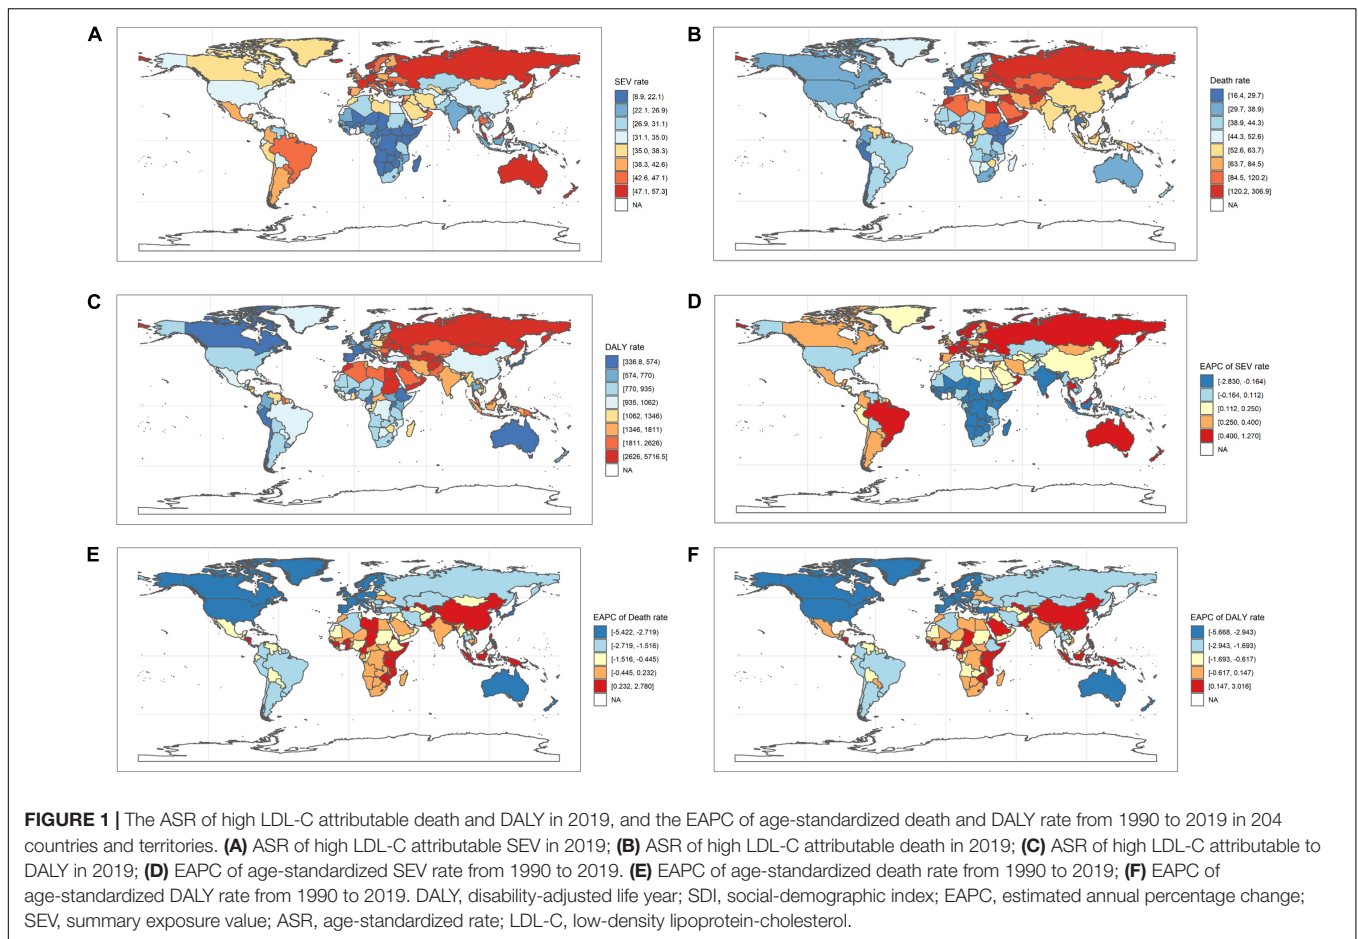 A
SEV rate
[8.9, 22.1)
[22.1, 26.9)
[26.9, 31.1)
[31.1, 35.0)
[35.0, 38.3)
[38.3, 42.6)
[42.6, 47.1)
[47.1, 57.3]
NA
B
Death rate
[16.4, 29.7)
[29.7, 38.9)
[38.9, 44.3)
[44.3, 52.6)
[52.6, 63.7)
[63.7, 84.5)
[84.5, 120.2)
[120.2, 306.9]
NA
C
DALY rate
[336.8, 574)
[574, 770)
[770, 935)
[935, 1062)
[1062, 1346)
[1346, 1811)
[1811, 2626)
[2626, 5716.5]
NA
D
EAPC of SEV rate
[-2.830, -0.164)
[-0.164, 0.112)
[0.112, 0.250)
[0.250, 0.400)
[0.400, 1.270]
NA
E
EAPC of Death rate
[-5.422, -2.719)
[-2.719, -1.516)
[-1.516, -0.445)
[-0.445, 0.232)
[0.232, 2.780]
NA
F
EAPC of DALY
[-5.668, -2.943)
[-2.943, -1.693)
[-1.693, -0.617)
[-0.617, 0.147)
[0.147, 3.016]
NA
FIGURE 1 | The ASR of high LDL-C attributable death and DALY in 2019, and the EAPC of age-standardized death and DALY rate from 1990 to 2019 in 204
countries and territories. (A) ASR of high LDL-C attributable SEV in 2019; (B) ASR of high LDL-C attributable death in 2019; (C) ASR of high LDL-C attributable to
DALY in 2019; (D) EAPC of age-standardized SEV rate from 1990 to 2019. (E) EAPC of age-standardized death rate from 1990 to 2019; (F) EAPC of
age-standardized DALY rate from 1990 to 2019. DALY, disability-adjusted life year; SDI, social-demographic index; EAPC, estimated annual percentage change;
SEV, summary exposure value; ASR, age-standardized rate; LDL-C, low-density lipoprotein-cholesterol.